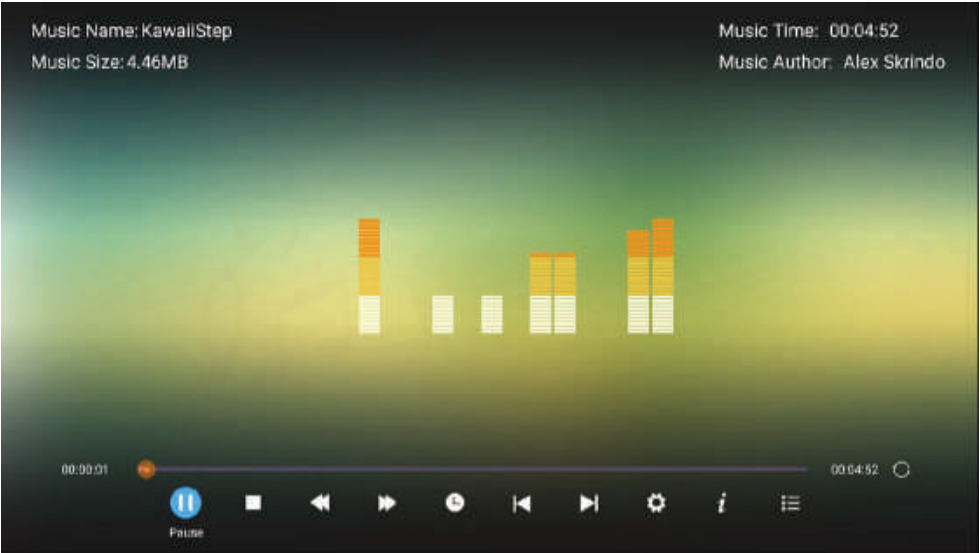 Music Name: KawaiiStep
Music Time: 00:04:52
Music Size: 4.46MB
Music Author: Alex Skrindo
00:00:01
00:04:52
Pause